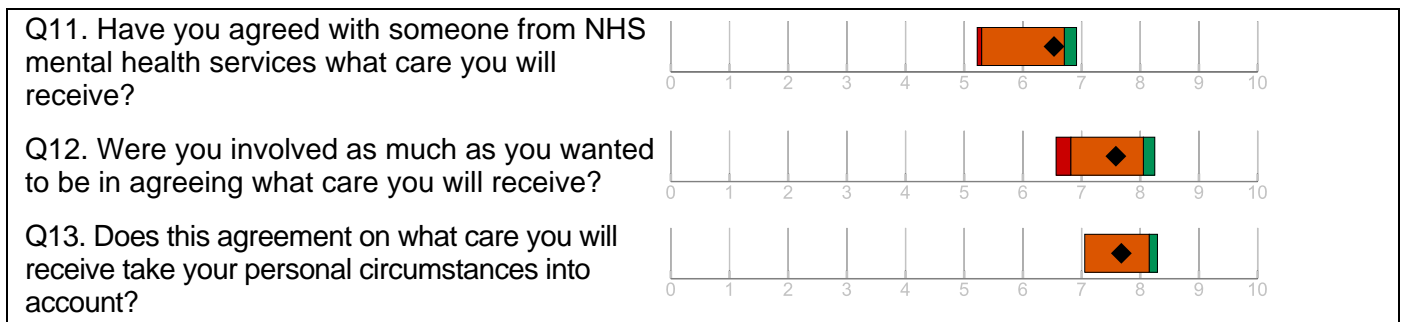 Q11. Have you agreed with someone from NHS
mental health services what care you will
receive?
0 1 2 3 4 5 6 7 8 9 10
Q12. Were you involved as much as you wanted
to be in agreeing what care you will receive?
0 1 2 3 4 5 6 7 8 9 10
Q13. Does this agreement on what care you will
receive take your personal circumstances into
account?
0 1 2 3 4 5 6 7 8 9 10